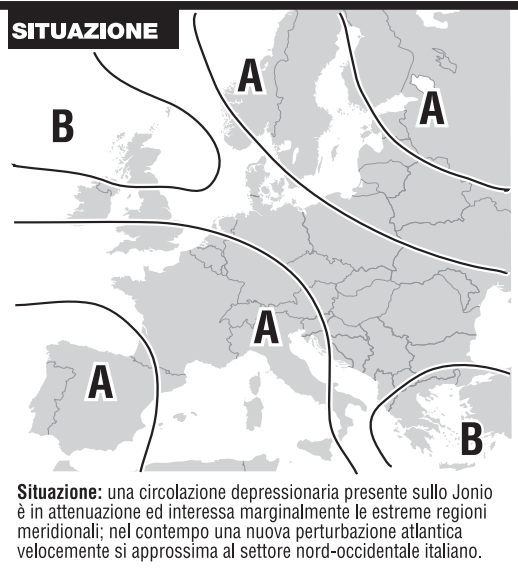 SITUAZIONE
A
B
A
A
A
B
Situazione: una circolazione depressionaria presente sullo Jonio
è in attenuazione ed interessa marginalmente le estreme regioni
meridionali; nel contempo una nuova perturbazione atlantica
velocemente si approssima al settore nord-occidentale italiano.